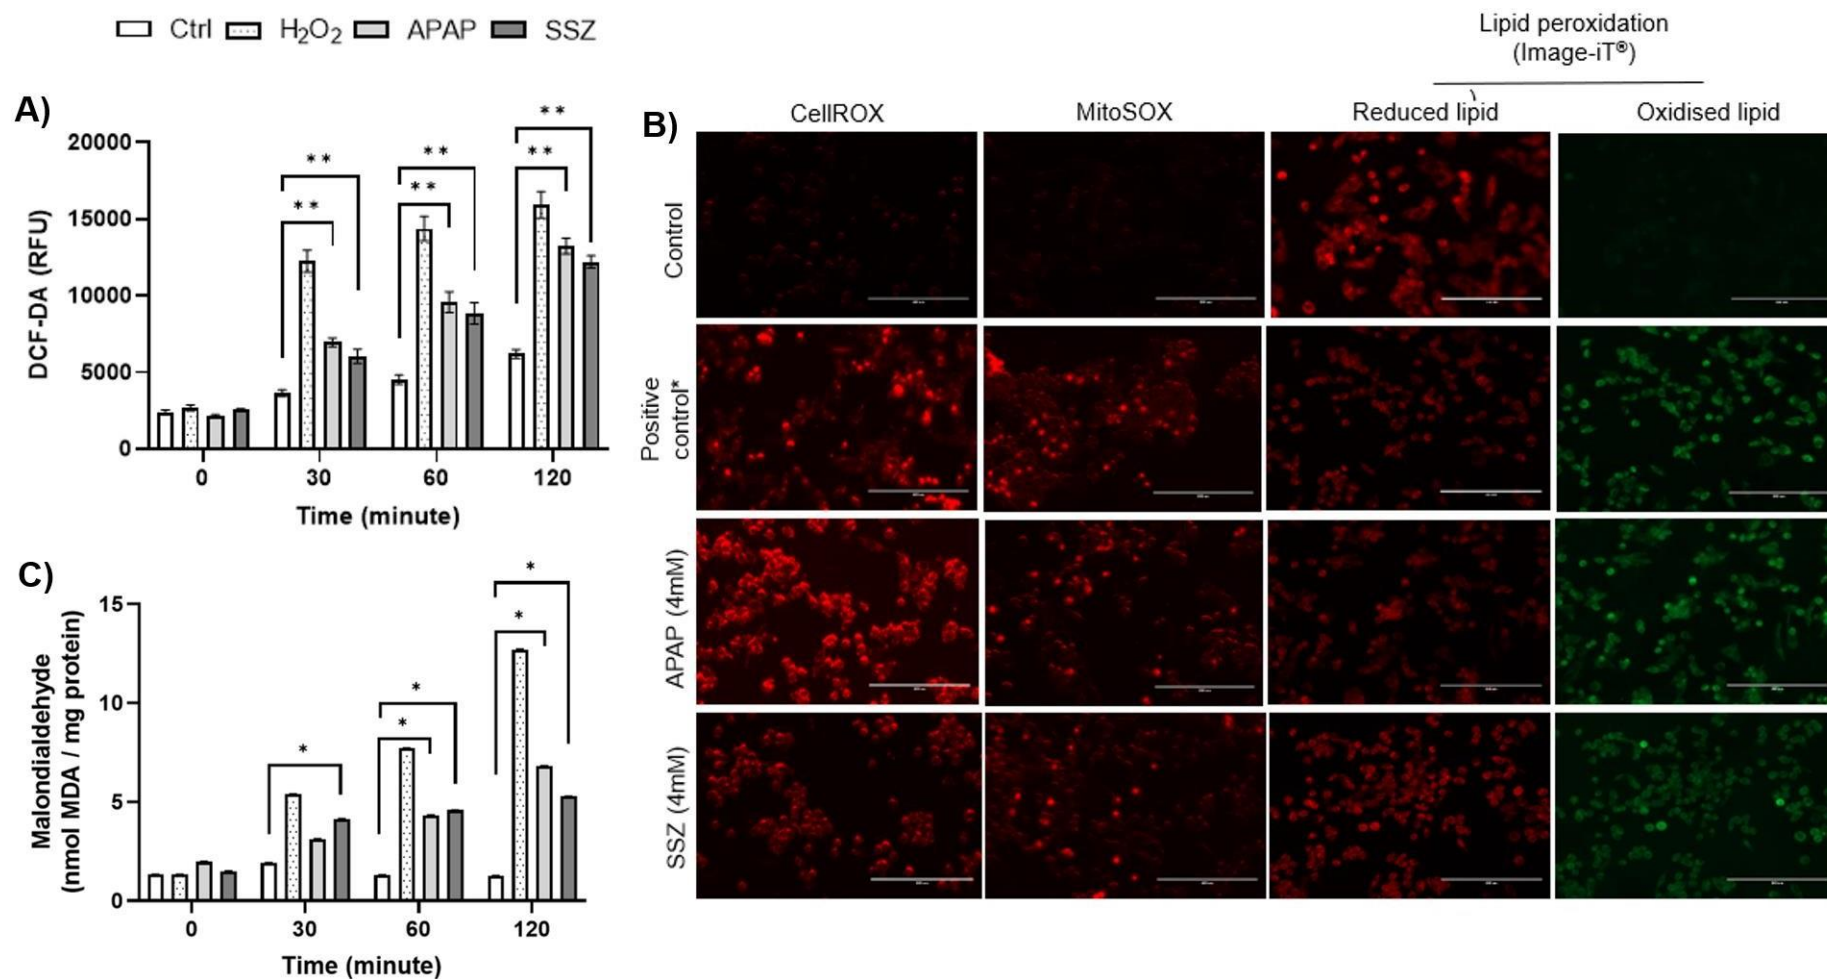 Ctrl H₂O₂ APAP SSZ
A)
** ** ** ** ** **
20000
15000
10000
5000
0
DCF-DA (RFU)
0 30 60 120
Time (minute)
B)
Lipid peroxidation
(Image-iT®)
CellROX MitoSOX Reduced lipid Oxidised lipid
Control
Positive
control*
APAP (4mM)
SSZ (4mM)
C)
* * * * *
15
10
5
0
Malondialdehyde
(nmol MDA / mg protein)
0 30 60 120
Time (minute)